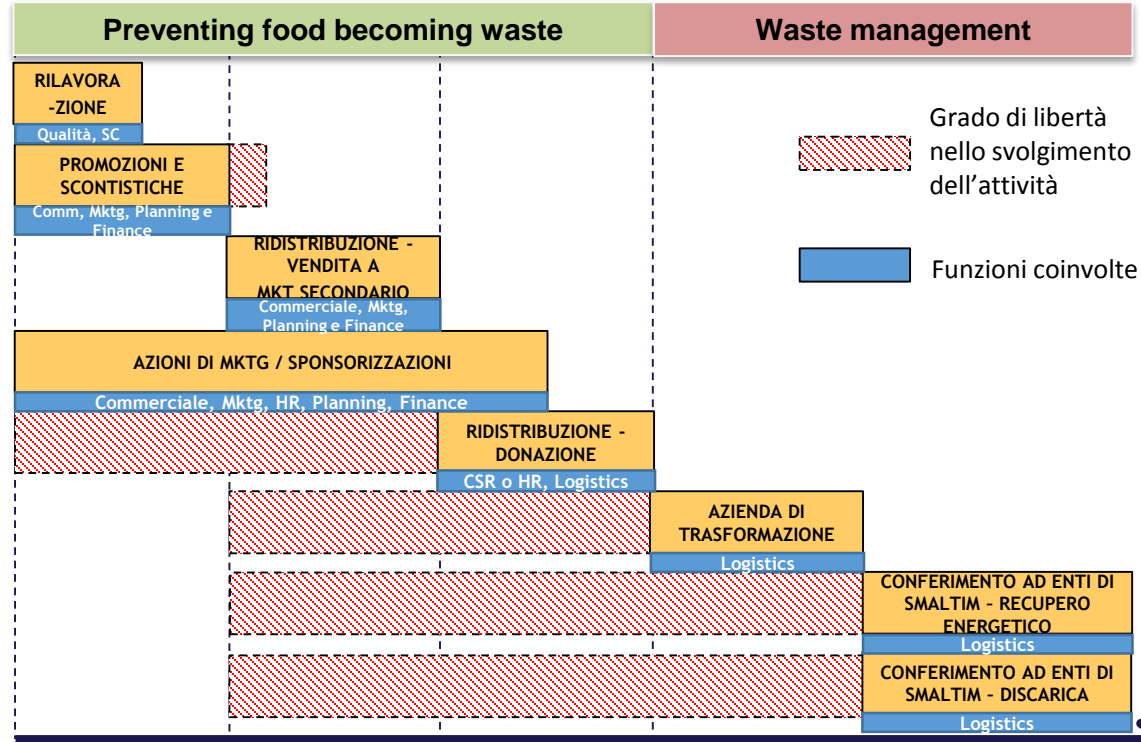 Preventing food becoming waste
Waste management
RILAVORA
-ZIONE
Qualità, SC
PROMOZIONI E
SCONTISTICHE
Comm, Mktg, Planning e
Finance
RIDISTRIBUZIONE -
VENDITA A
MKT SECONDARIO
Commerciale, Mktg,
Planning e Finance
AZIONI DI MKTG / SPONSORIZZAZIONI
Commerciale, Mktg, HR, Planning, Finance
RIDISTRIBUZIONE -
DONAZIONE
CSR o HR, Logistics
AZIENDA DI
TRASFORMAZIONE
Logistics
CONFERIMENTO AD ENTI DI
SMALTIM - RECUPERO
ENERGETICO
Logistics
CONFERIMENTO AD ENTI DI
SMALTIM - DISCARICA
Logistics
Grado di libertà
nello svolgimento
dell'attività
Funzioni coinvolte